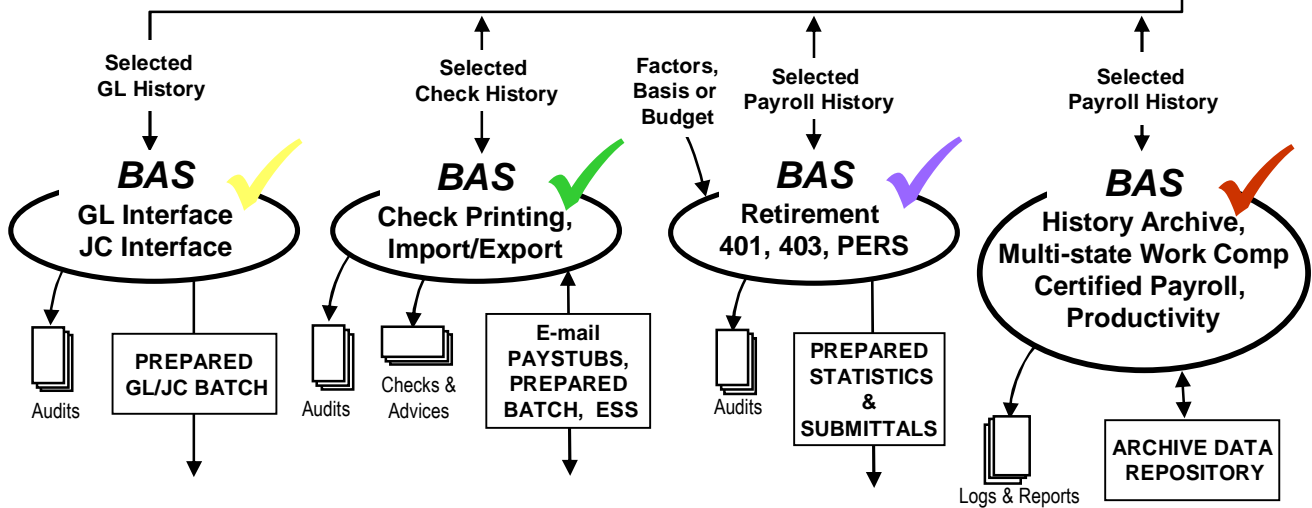 Selected
GL History
Selected
Check History
Factors,
Basis or
Budget
Selected
Payroll History
Selected
Payroll History
BAS
GL Interface
JC Interface
BAS
Check Printing,
Import/Export
BAS
Retirement
401, 403, PERS
BAS
History Archive,
Multi-state Work Comp
Certified Payroll,
Productivity
Audits
PREPARED
GL/JC BATCH
Audits
Checks &
Advices
E-mail
PAYSTUBS,
PREPARED
BATCH, ESS
Audits
PREPARED
STATISTICS
&
SUBMITTALS
Logs & Reports
ARCHIVE DATA
REPOSITORY